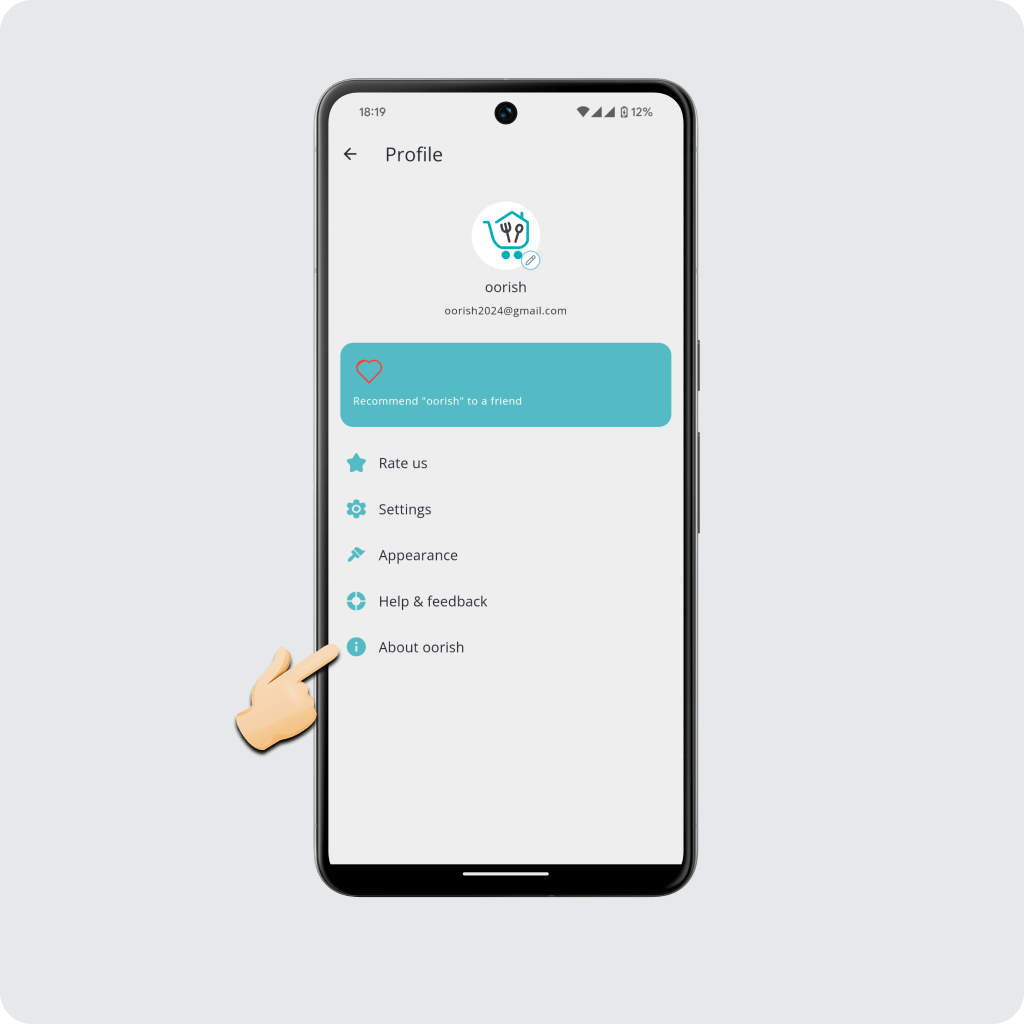 18:19
12%
Profile
oorish
oorish2024@gmail.com
Recommend "oorish" to a friend
Rate us
Settings
Appearance
Help & feedback
About oorish